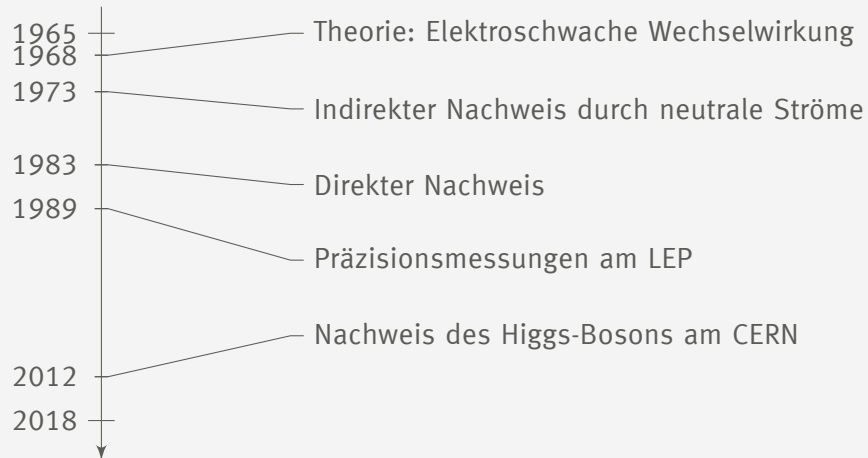 1965
1968
Theorie: Elektroschwache Wechselwirkung
1973
Indirekter Nachweis durch neutrale Ströme
1983
Direkter Nachweis
1989
Präzisionsmessungen am LEP
Nachweis des Higgs-Bosons am CERN
2012
2018